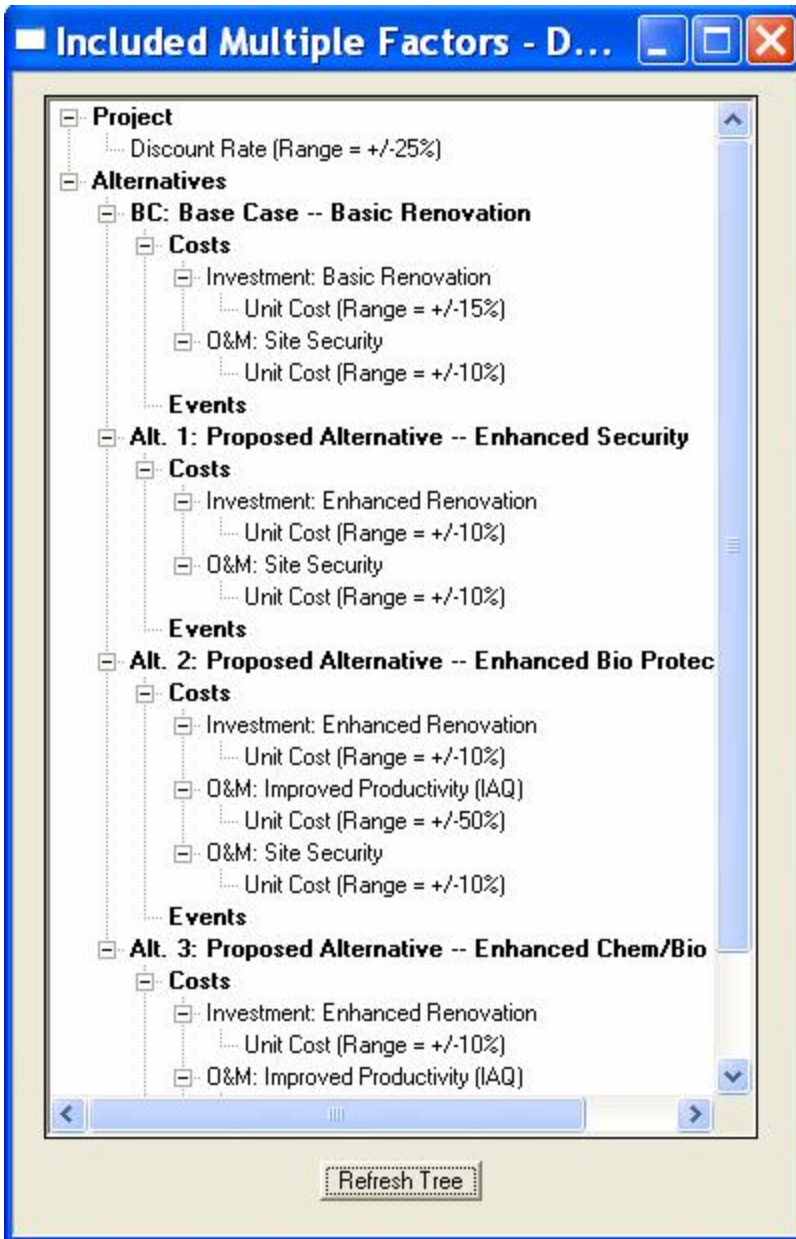 Included Multiple Factors - D...
Project
Discount Rate (Range = +/-25%)
Alternatives
BC: Base Case -- Basic Renovation
Costs
Investment: Basic Renovation
Unit Cost (Range = +/-15%)
O&M: Site Security
Unit Cost (Range = +/-10%)
Events
Alt. 1: Proposed Alternative -- Enhanced Security
Costs
Investment: Enhanced Renovation
Unit Cost (Range = +/-10%)
O&M: Site Security
Unit Cost (Range = +/-10%)
Events
Alt. 2: Proposed Alternative -- Enhanced Bio Protec
Costs
Investment: Enhanced Renovation
Unit Cost (Range = +/-10%)
O&M: Improved Productivity (IAQ)
Unit Cost (Range = +/-50%)
O&M: Site Security
Unit Cost (Range = +/-10%)
Events
Alt. 3: Proposed Alternative -- Enhanced Chem/Bio
Costs
Investment: Enhanced Renovation
Unit Cost (Range = +/-10%)
O&M: Improved Productivity (IAQ)
Refresh Tree